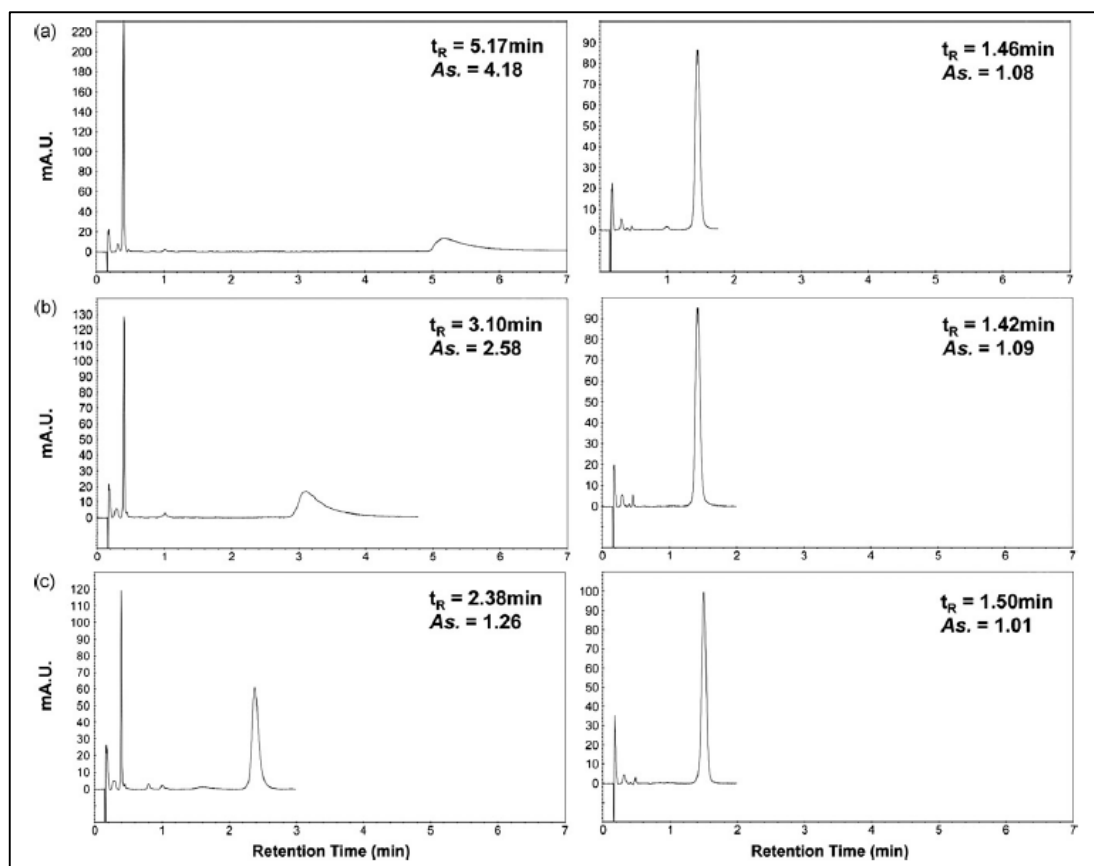 (a)
t_R = 5.17min
As. = 4.18
mA.U.
220
200
180
160
140
120
100
80
60
40
20
0
0 1 2 3 4 5 6 7
t_R = 1.46min
As. = 1.08
90
80
70
60
50
40
30
20
10
0
1 2 3 4 5 6 7
(b)
t_R = 3.10min
As. = 2.58
mA.U.
130
120
110
100
90
80
70
60
50
40
30
20
10
0
0 1 2 3 4 5 6 7
t_R = 1.42min
As. = 1.09
90
80
70
60
50
40
30
20
10
0
0 1 2 3 4 5 6 7
(c)
t_R = 2.38min
As. = 1.26
mA.U.
120
110
100
90
80
70
60
50
40
30
20
10
0
0 1 2 3 4 5 6 7
Retention Time (min)
t_R = 1.50min
As. = 1.01
100
90
80
70
60
50
40
30
20
10
0
0 1 2 3 4 5 6 7
Retention Time (min)